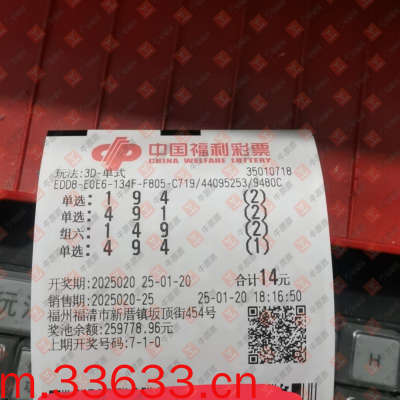 中国福利彩票
CHINA WELFARE LOTTERY
玩法:3D-单式 35010718
EDD8-E0E6-134F-F805-C719/44095253/9480C
单选:1 9 4 (2)
单选:4 9 1 (2)
组六:1 9 4 (2)
单选:4 9 4 (1)
开奖期:2025020 25-01-20 合计14元
销售期:2025020-25 25-01-20 18:16:50
福州福清市新厝镇坂顶街454号
奖池余额:259778.96元
上期开奖号码:7-1-0
玩
H
m.33633.cn